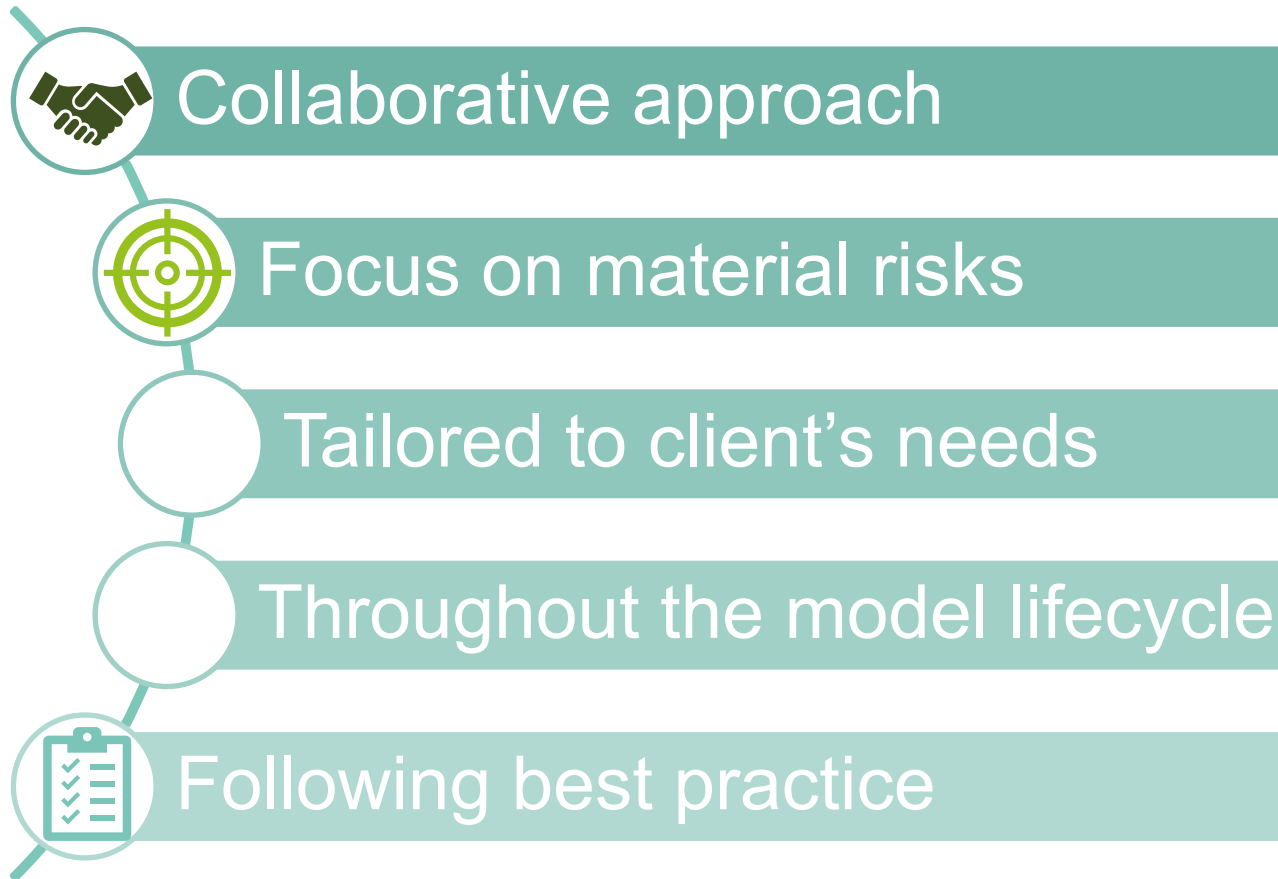 Collaborative approach
Focus on material risks
Tailored to client’s needs
Throughout the model lifecycle
Following best practice